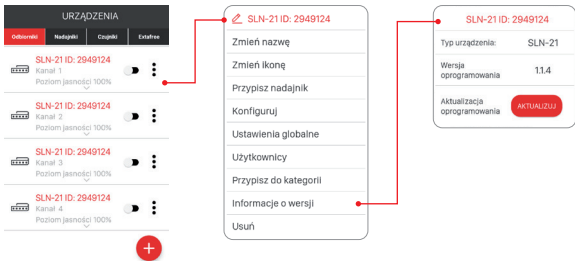 URZĄDZENIA
Odbiorniki Nadajniki Czujniki Extafree
SLN-21 ID: 2949124
Kanał 1
Poziom jasności 100%
SLN-21 ID: 2949124
Kanał 2
Poziom jasności 100%
SLN-21 ID: 2949124
Kanał 3
Poziom jasności 100%
SLN-21 ID: 2949124
Kanał 4
Poziom jasności 100%
SLN-21 ID: 2949124
Zmień nazwę
Zmień Ikonę
Przypisz nadajnik
Konfiguruj
Ustawienia globalne
Użytkownicy
Przypisz do kategorii
Informacje o wersji
Usuń
SLN-21 ID: 2949124
Typ urządzenia: SLN-21
Wersja
oprogramowania 1.1.4
Aktualizacja
oprogramowania AKTUALIZUJ